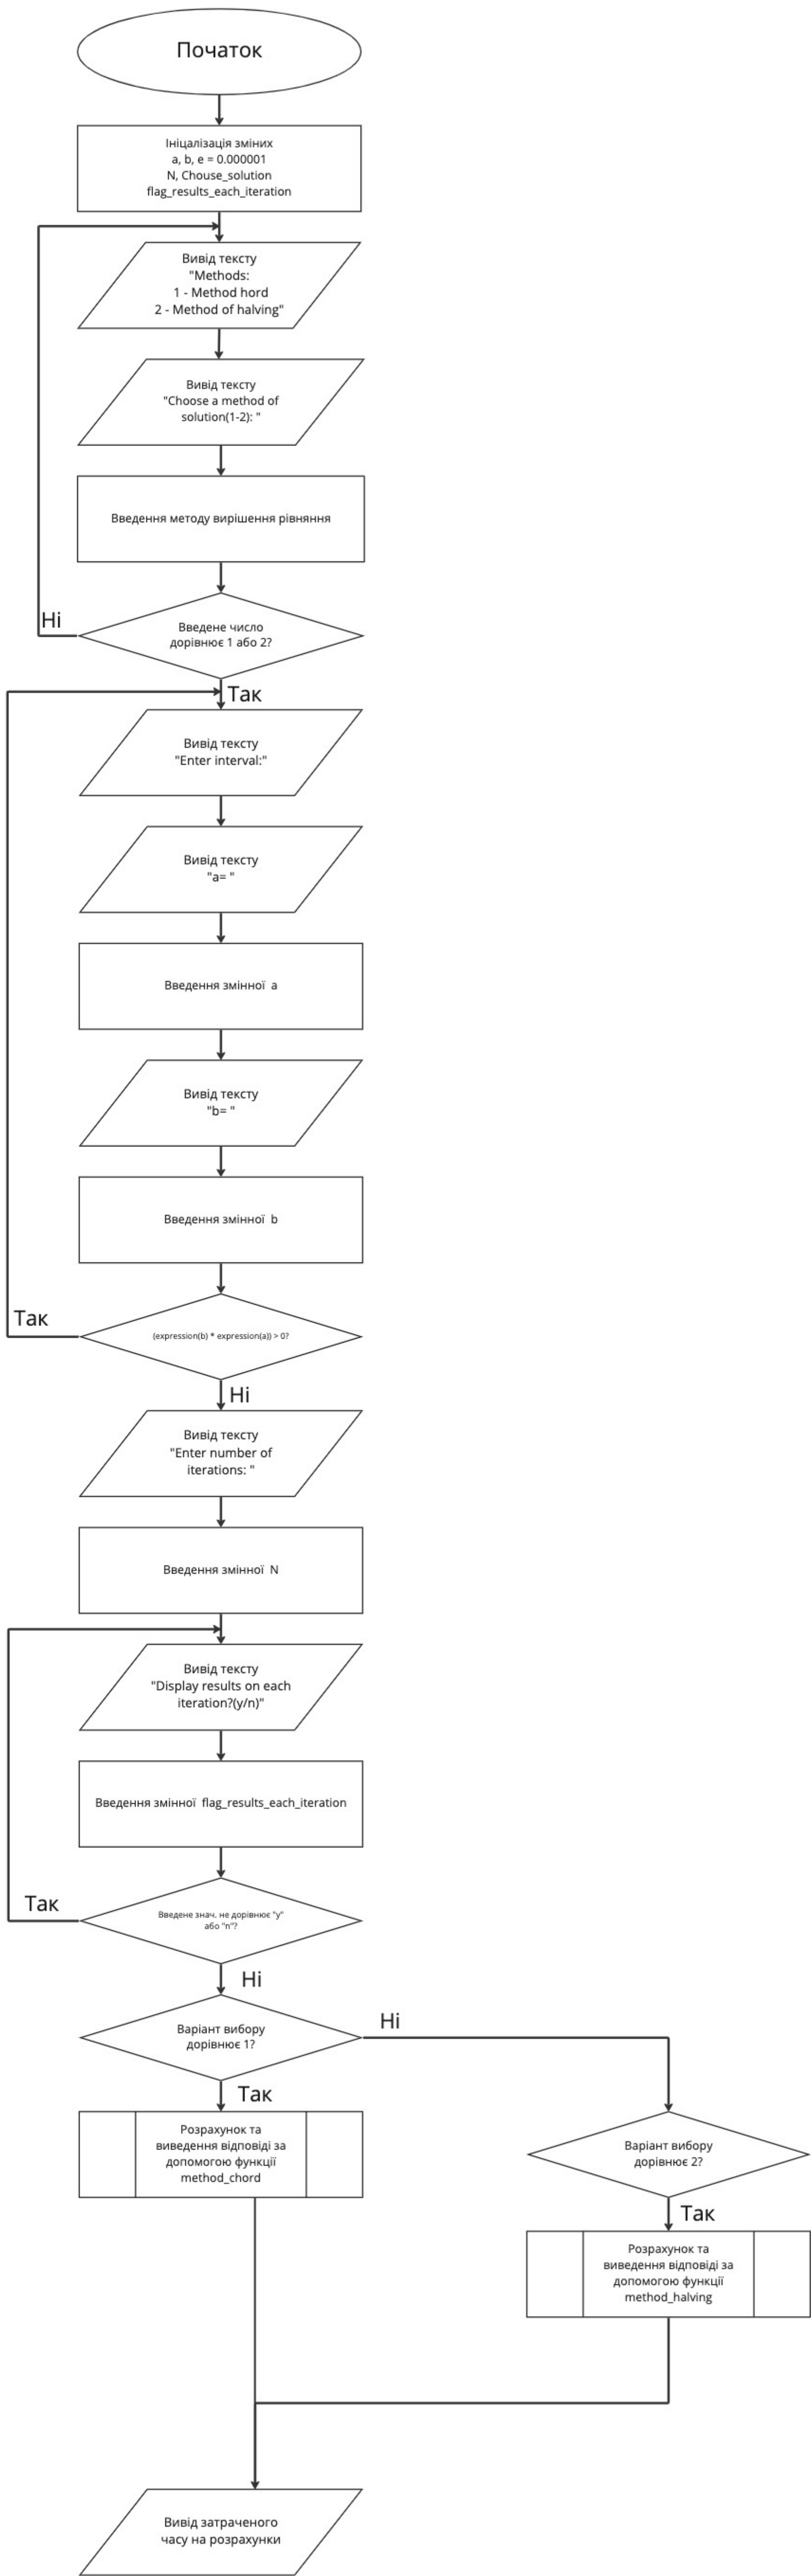 Початок
Ініцалізація зміних
a, b, e = 0.000001
N, Chouse_solution
flag_results_each_iteration
Вивід тексту
"Methods:
1 - Method hord
2 - Method of halving"
Вивід тексту
"Choose a method of
solution(1-2): "
Введення методу вирішення рівняння
Введене число
дорівнює 1 або 2?
Ні
Так
Вивід тексту
"Enter interval:"
Вивід тексту
"a= "
Введення змінної a
Вивід тексту
"b= "
Введення змінної b
(expression(b) * expression(a)) > 0?
Так
Ні
Вивід тексту
"Enter number of
iterations: "
Введення змінної N
Вивід тексту
"Display results on each
iteration?(y/n)"
Введення змінної flag_results_each_iteration
Введене знач. не дорівнює "y"
або "n"?
Так
Ні
Варіант вибору
дорівнює 1?
Ні
Так
Розрахунок та
виведення відповіді за
допомогою функції
method_chord
Варіант вибору
дорівнює 2?
Так
Розрахунок та
виведення відповіді за
допомогою функції
method_halving
Вивід затраченого
часу на розрахунки